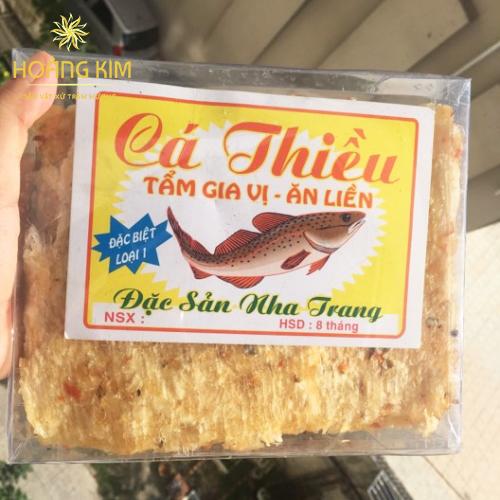 HOÀNG KIM
Cá Thiều
TẨM GIA VỊ - ĂN LIỀN
ĐẶC BIỆT
LOẠI 1
Đặc Sản Nha Trang
NSX :
HSD : 8 tháng